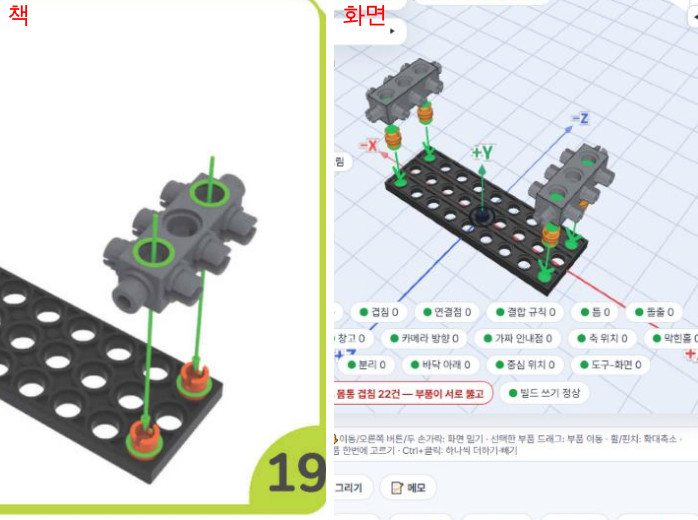 책
화면
-X
-Z
+Y
림
겹침 0
연결점 0
결합 규칙 0
틈 0
돌출 0
창고 0
카메라 방향 0
가짜 안내점 0
축 위치 0
막힌홀 0
분리 0
바닥 아래 0
중심 위치 0
도구-화면 0
몸통 겹침 22건 — 부품이 서로 뚫고
빌드 쓰기 정상
이동/오른쪽 버튼/두 손가락: 화면 밀기 · 선택한 부품 드래그: 부품 이동 · 휠/핀치: 확대축소 ·
품 한번에 고르기 · Ctrl+클릭: 하나씩 더하기·빼기
그리기
메모
19